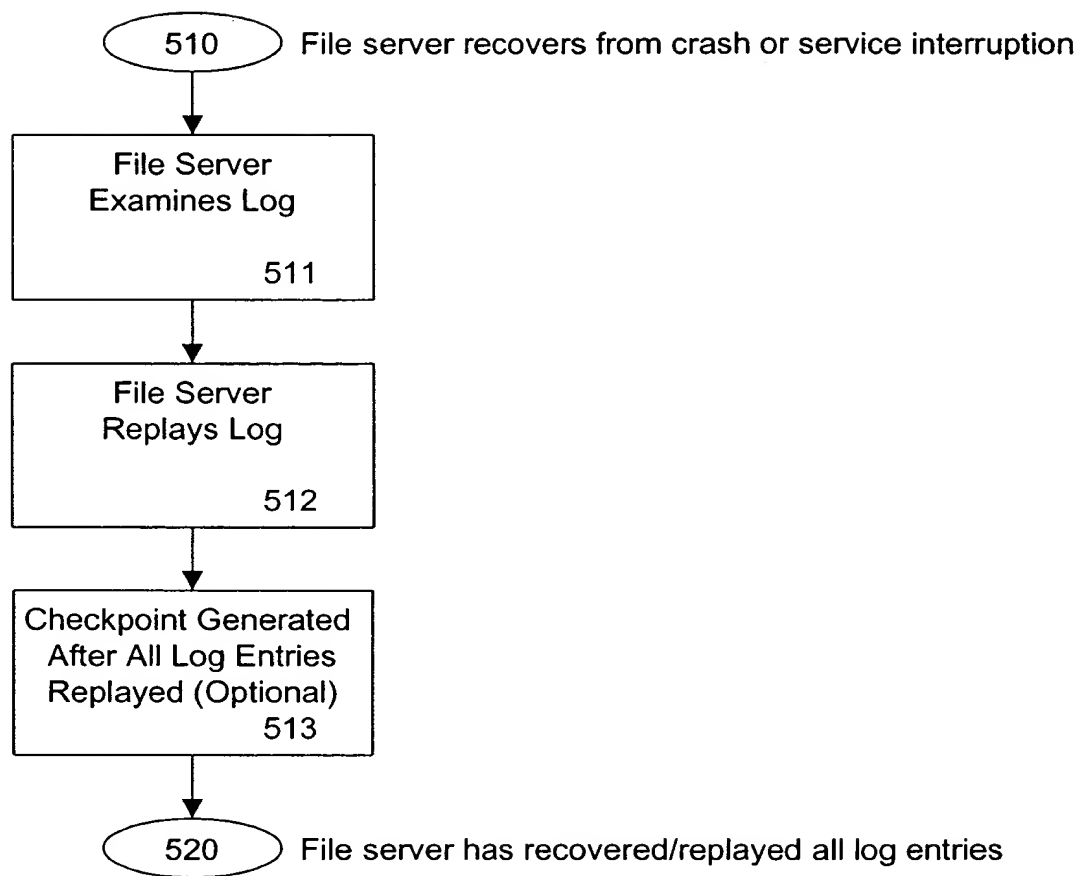 510 File server recovers from crash or service interruption
File Server
Examines Log
511
File Server
Replays Log
512
Checkpoint Generated
After All Log Entries
Replayed (Optional)
513
520 File server has recovered/replayed all log entries